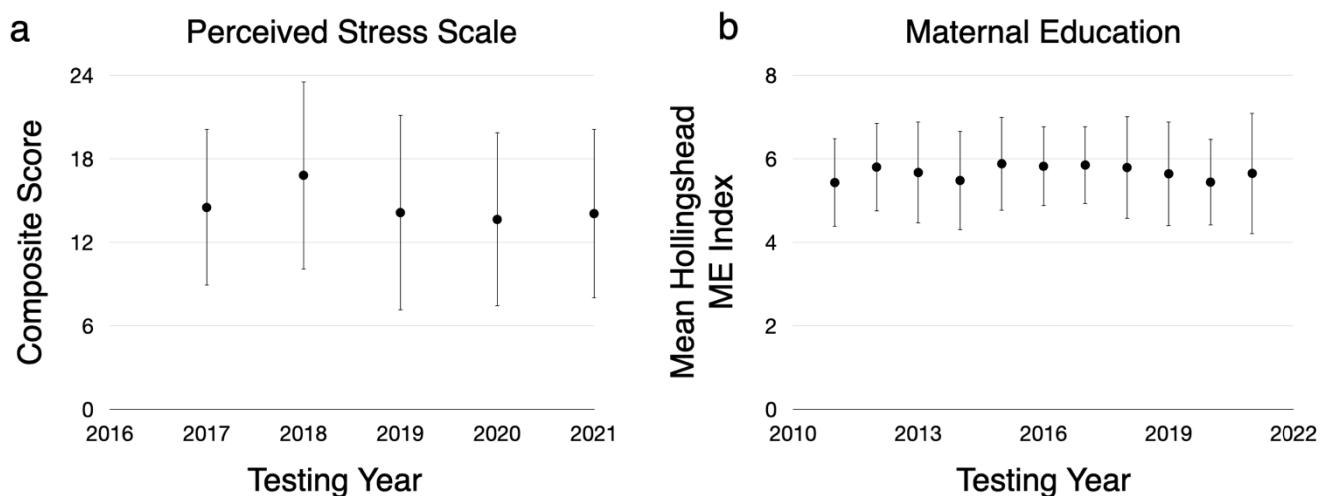 a
Perceived Stress Scale
24
18
12
6
0
Composite Score
2016 2017 2018 2019 2020 2021
Testing Year
b
Maternal Education
8
6
4
2
0
Mean Hollingshead
ME Index
2010 2013 2016 2019 2022
Testing Year